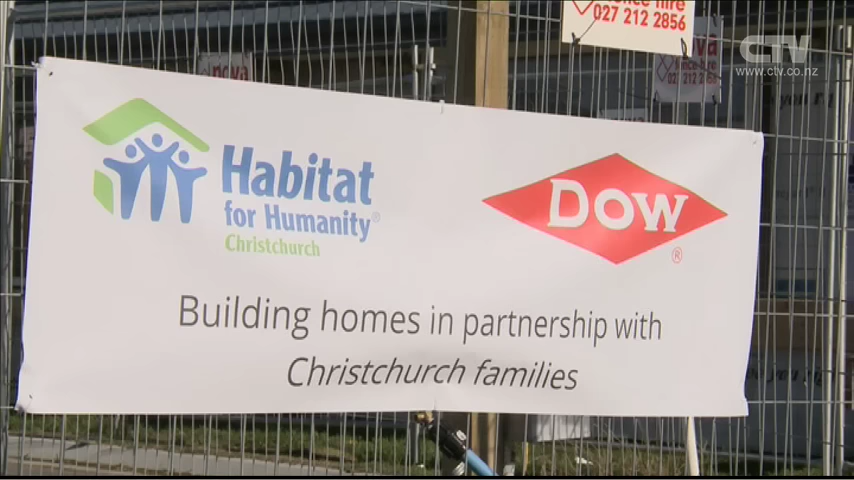 027 212 2856
CTV
www.ctv.co.nz
nova
Habitat
for Humanity®
Christchurch
DOW
®
Building homes in partnership with
Christchurch families